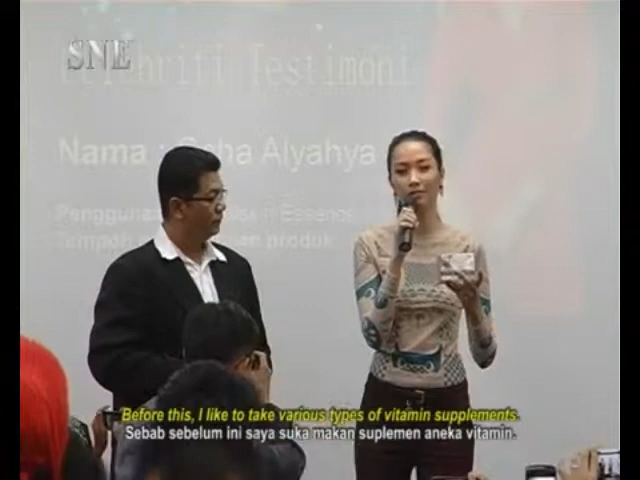 SNE
Testimoni
Nama : Alyahya
Essence
produk
Before this, I like to take various types of vitamin supplements.
Sebab sebelum ini saya suka makan suplemen aneka vitamin.